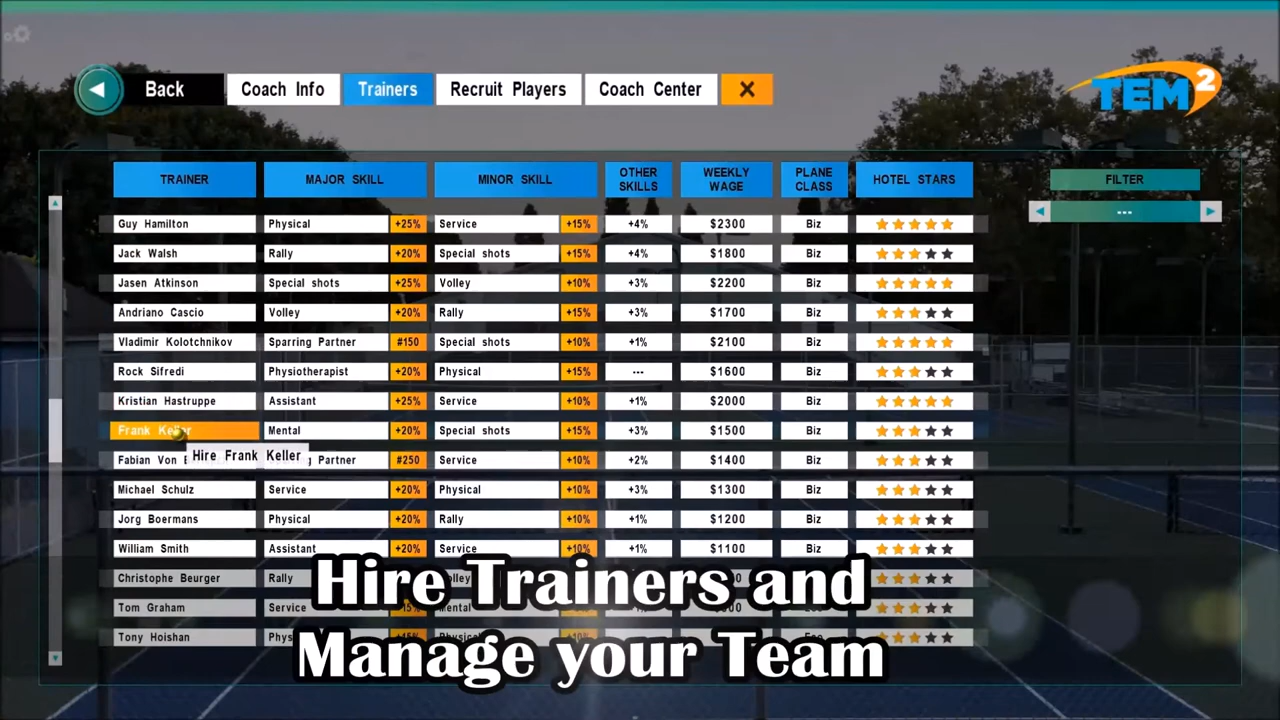 Back Coach Info Trainers Recruit Players Coach Center X
TEM2
TRAINER MAJOR SKILL MINOR SKILL OTHER SKILLS WEEKLY WAGE PLANE CLASS HOTEL STARS FILTER
---
Guy Hamilton Physical +25% Service +15% +4% $2300 Biz
Jack Walsh Rally +20% Special shots +15% +4% $1800 Biz
Jasen Atkinson Special shots +25% Volley +10% +3% $2200 Biz
Andriano Cascio Volley +20% Rally +15% +3% $1700 Biz
Vladimir Kolotchnikov Sparring Partner #150 Special shots +10% +1% $2100 Biz
Rock Sifredi Physiotherapist +20% Physical +15% --- $1600 Biz
Kristian Hastruppe Assistant +25% Service +10% +1% $2000 Biz
Frank Keller Mental +20% Special shots +15% +3% $1500 Biz
Hire Frank Keller
Fabian Von Partner #250 Service +10% +2% $1400 Biz
Michael Schulz Service +20% Physical +10% +3% $1300 Biz
Jorg Boermans Physical +20% Rally +10% +1% $1200 Biz
William Smith Assistant +20% Service +10% +1% $1100 Biz
Christophe Beurger Rally
Tom Graham Service Mental
Tony Hoishan
Hire Trainers and
Manage your Team